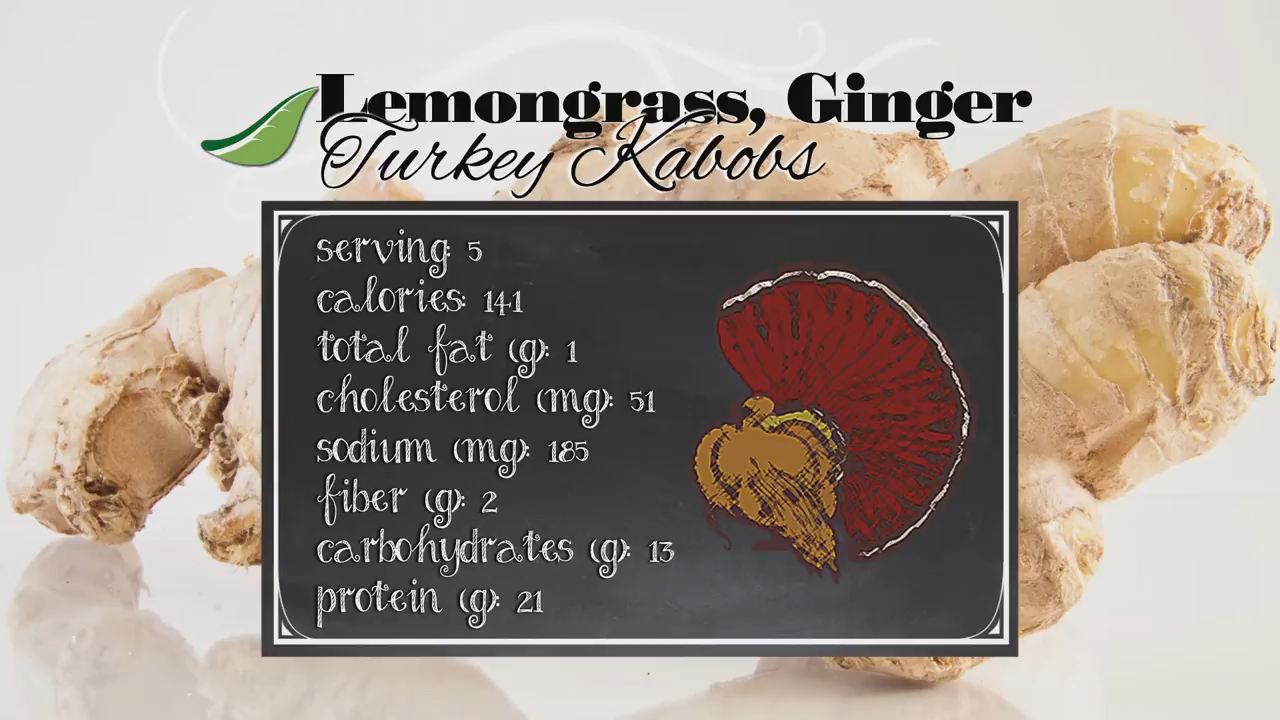 Lemongrass, Ginger
Turkey Kabobs
serving: 5
calories: 141
total fat (g): 1
cholesterol (mg): 51
sodium (mg): 185
fiber (g): 2
carbohydrates (g): 13
protein (g): 21